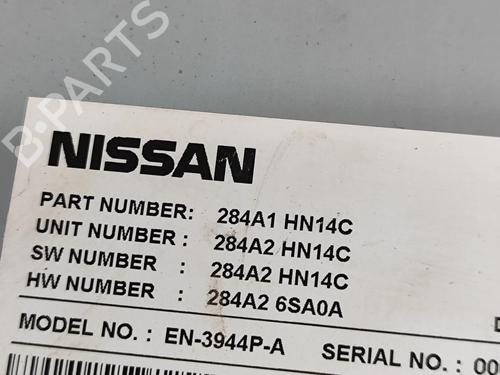 B-PARTS
NISSAN
PART NUMBER: 284A1 HN14C
UNIT NUMBER : 284A2 HN14C
SW NUMBER : 284A2 HN14C
HW NUMBER : 284A2 6SA0A
MODEL NO. : EN-3944P-A SERIAL NO. : 00